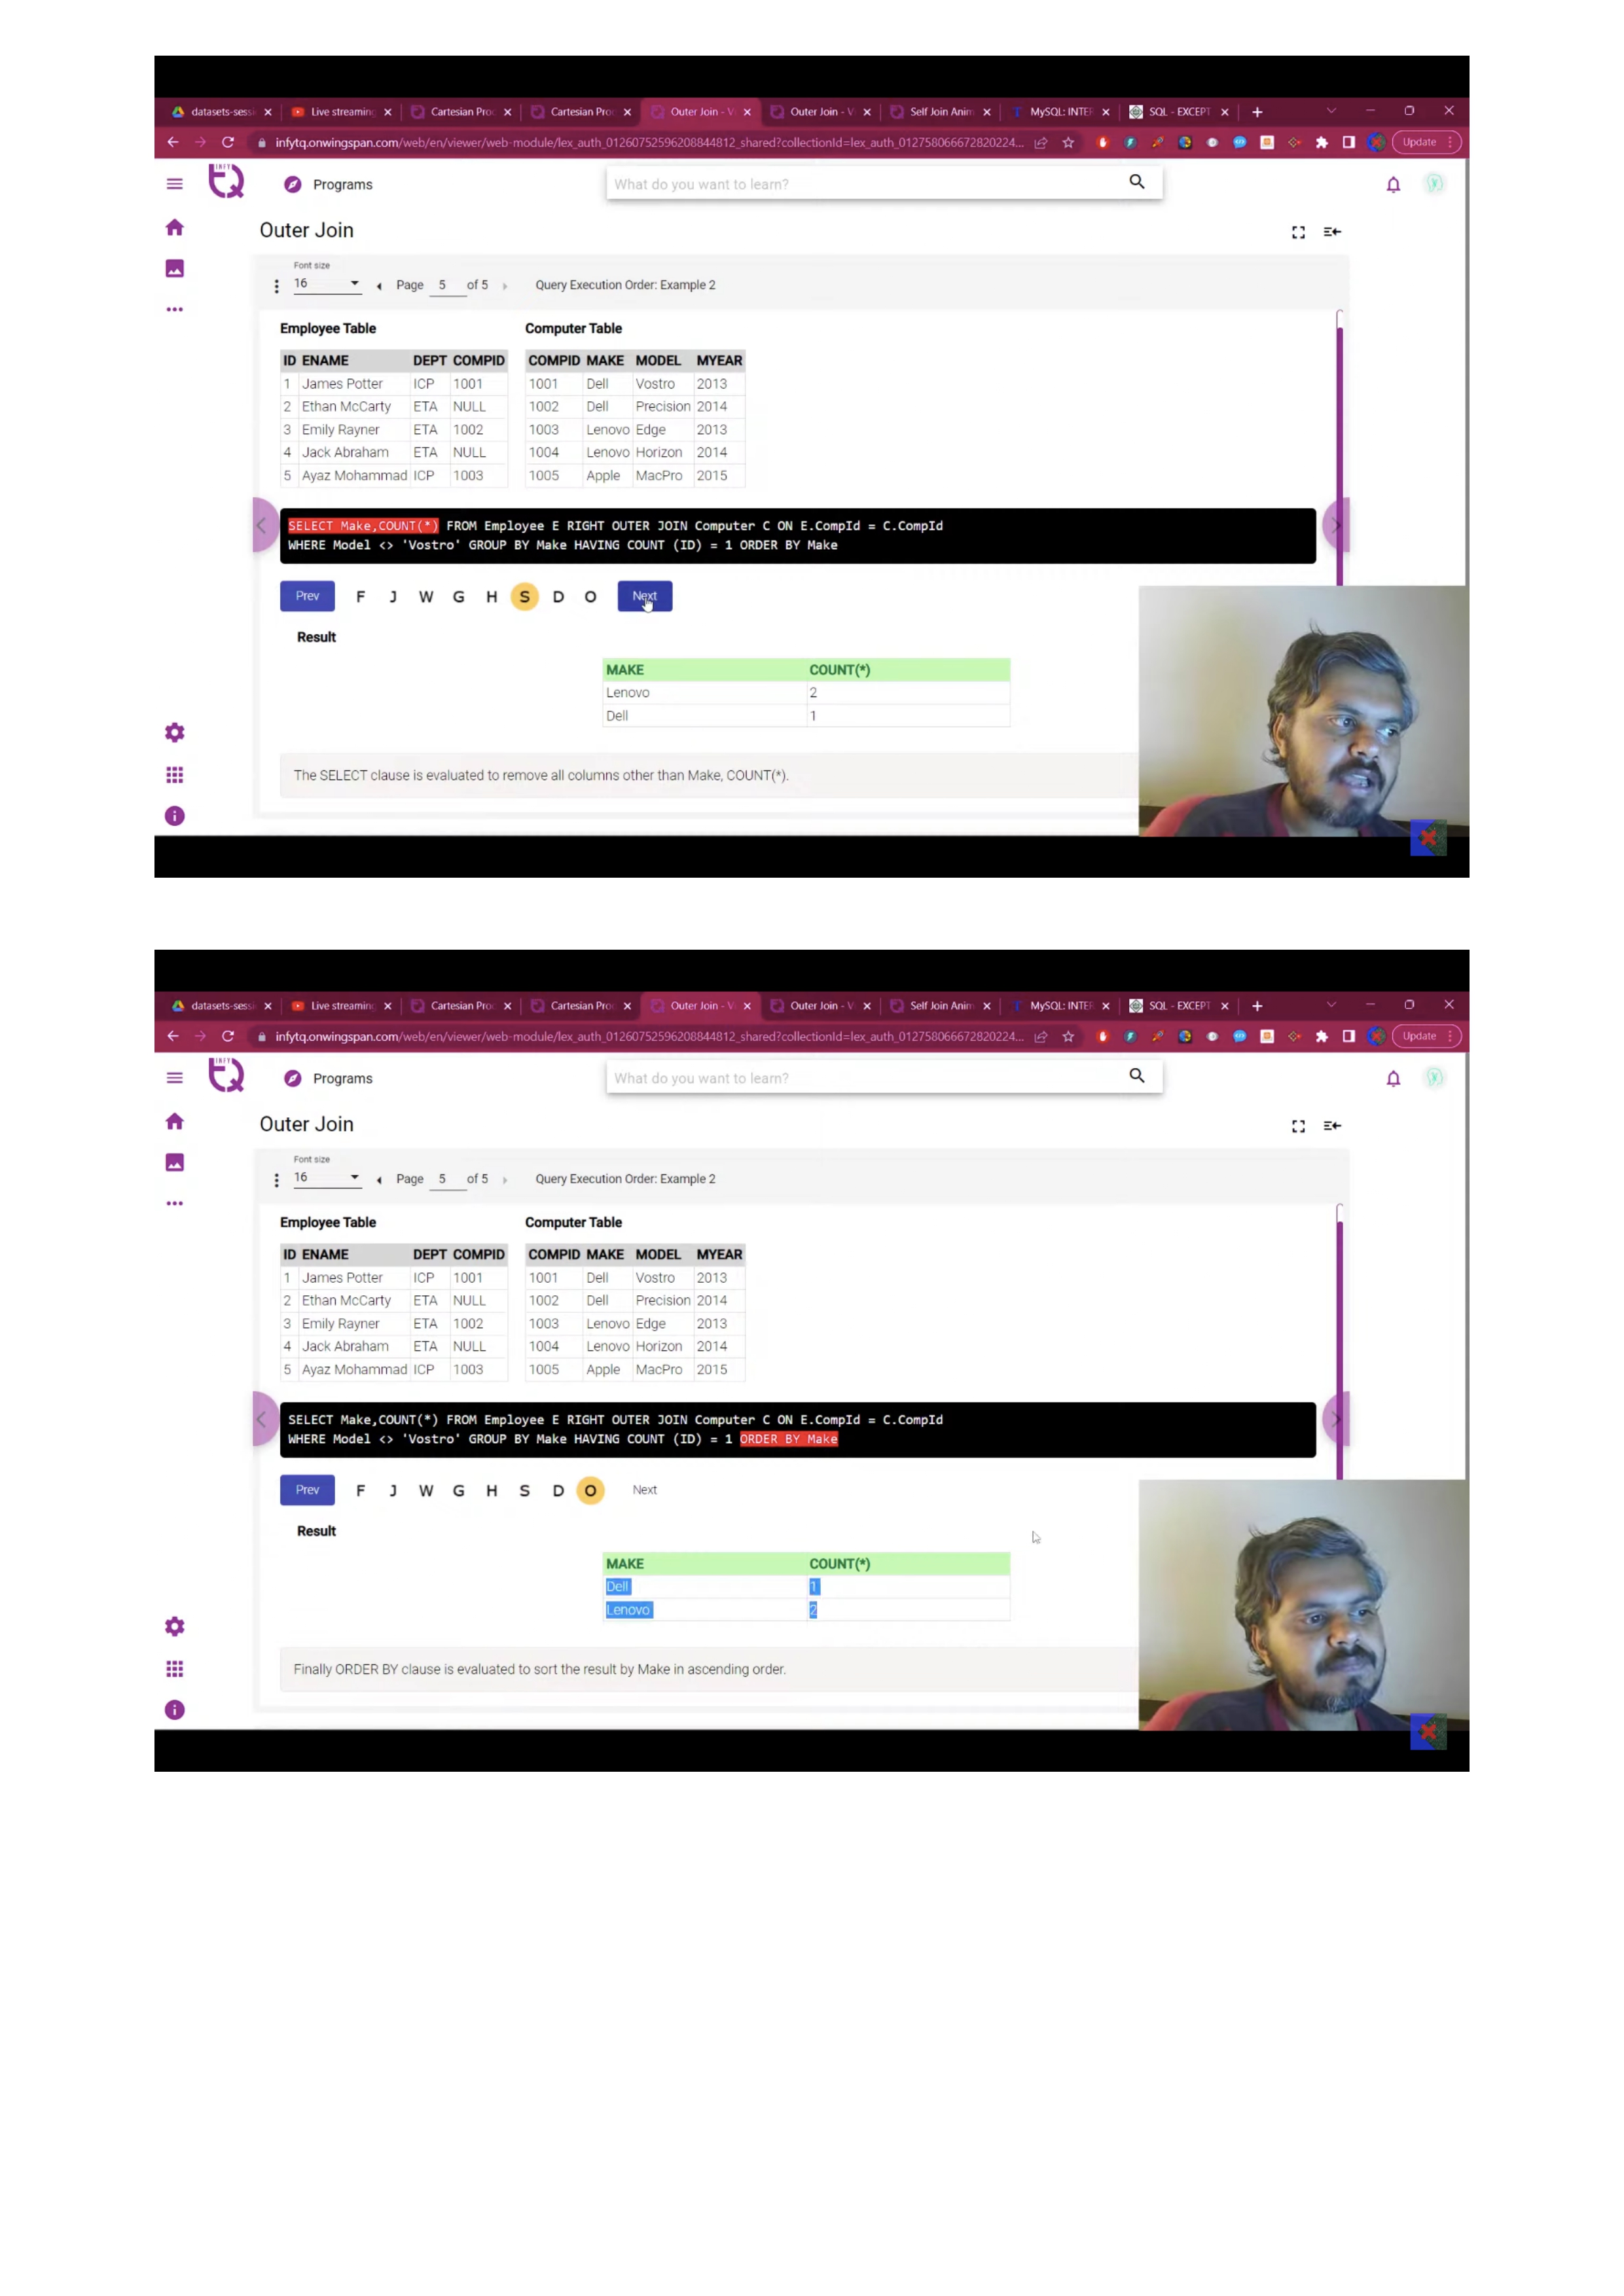 datasets-sessi
Live streaming
Cartesian Proc
Cartesian Proc
Outer Join - V
Outer Join - V
Self Join Anim
MySQL: INTER
SQL - EXCEPT
infytq.onwingspan.com/web/en/viewer/web-module/lex_auth_01260752596208844812_shared?collectionId=lex_auth_012758066672820224...
Update
INFY
TQ
Programs
What do you want to learn?
Outer Join
Font size
16
Page 5 of 5
Query Execution Order: Example 2
Employee Table
Computer Table
ID ENAME DEPT COMPID
COMPID MAKE MODEL MYEAR
1 James Potter ICP 1001
1001 Dell Vostro 2013
2 Ethan McCarty ETA NULL
1002 Dell Precision 2014
3 Emily Rayner ETA 1002
1003 Lenovo Edge 2013
4 Jack Abraham ETA NULL
1004 Lenovo Horizon 2014
5 Ayaz Mohammad ICP 1003
1005 Apple MacPro 2015
SELECT Make,COUNT(*) FROM Employee E RIGHT OUTER JOIN Computer C ON E.CompId = C.CompId
WHERE Model <> 'Vostro' GROUP BY Make HAVING COUNT (ID) = 1 ORDER BY Make
Prev F J W G H S D O Next
Result
MAKE COUNT(*)
Lenovo 2
Dell 1
The SELECT clause is evaluated to remove all columns other than Make, COUNT(*).
datasets-sessi
Live streaming
Cartesian Proc
Cartesian Proc
Outer Join - V
Outer Join - V
Self Join Anim
MySQL: INTER
SQL - EXCEPT
infytq.onwingspan.com/web/en/viewer/web-module/lex_auth_01260752596208844812_shared?collectionId=lex_auth_012758066672820224...
Update
INFY
TQ
Programs
What do you want to learn?
Outer Join
Font size
16
Page 5 of 5
Query Execution Order: Example 2
Employee Table
Computer Table
ID ENAME DEPT COMPID
COMPID MAKE MODEL MYEAR
1 James Potter ICP 1001
1001 Dell Vostro 2013
2 Ethan McCarty ETA NULL
1002 Dell Precision 2014
3 Emily Rayner ETA 1002
1003 Lenovo Edge 2013
4 Jack Abraham ETA NULL
1004 Lenovo Horizon 2014
5 Ayaz Mohammad ICP 1003
1005 Apple MacPro 2015
SELECT Make,COUNT(*) FROM Employee E RIGHT OUTER JOIN Computer C ON E.CompId = C.CompId
WHERE Model <> 'Vostro' GROUP BY Make HAVING COUNT (ID) = 1 ORDER BY Make
Prev F J W G H S D O Next
Result
MAKE COUNT(*)
Dell 1
Lenovo 2
Finally ORDER BY clause is evaluated to sort the result by Make in ascending order.